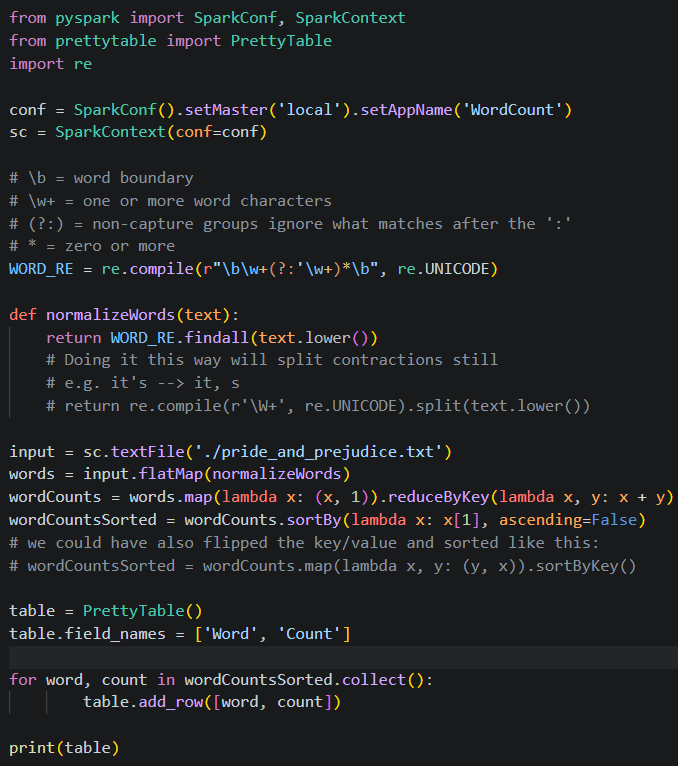 from pyspark import SparkConf, SparkContext
from prettytable import PrettyTable
import re

conf = SparkConf().setMaster('local').setAppName('WordCount')
sc = SparkContext(conf=conf)

# \b = word boundary
# \w+ = one or more word characters
# (?:) = non-capture groups ignore what matches after the ':'
# * = zero or more
WORD_RE = re.compile(r"\b\w+(?:'\w+)*\b", re.UNICODE)

def normalizeWords(text):
    return WORD_RE.findall(text.lower())
    # Doing it this way will split contractions still
    # e.g. it's --> it, s
    # return re.compile(r'\W+', re.UNICODE).split(text.lower())

input = sc.textFile('./pride_and_prejudice.txt')
words = input.flatMap(normalizeWords)
wordCounts = words.map(lambda x: (x, 1)).reduceByKey(lambda x, y: x + y)
wordCountsSorted = wordCounts.sortBy(lambda x: x[1], ascending=False)
# we could have also flipped the key/value and sorted like this:
# wordCountsSorted = wordCounts.map(lambda x, y: (y, x)).sortByKey()

table = PrettyTable()
table.field_names = ['Word', 'Count']

for word, count in wordCountsSorted.collect():
        table.add_row([word, count])

print(table)